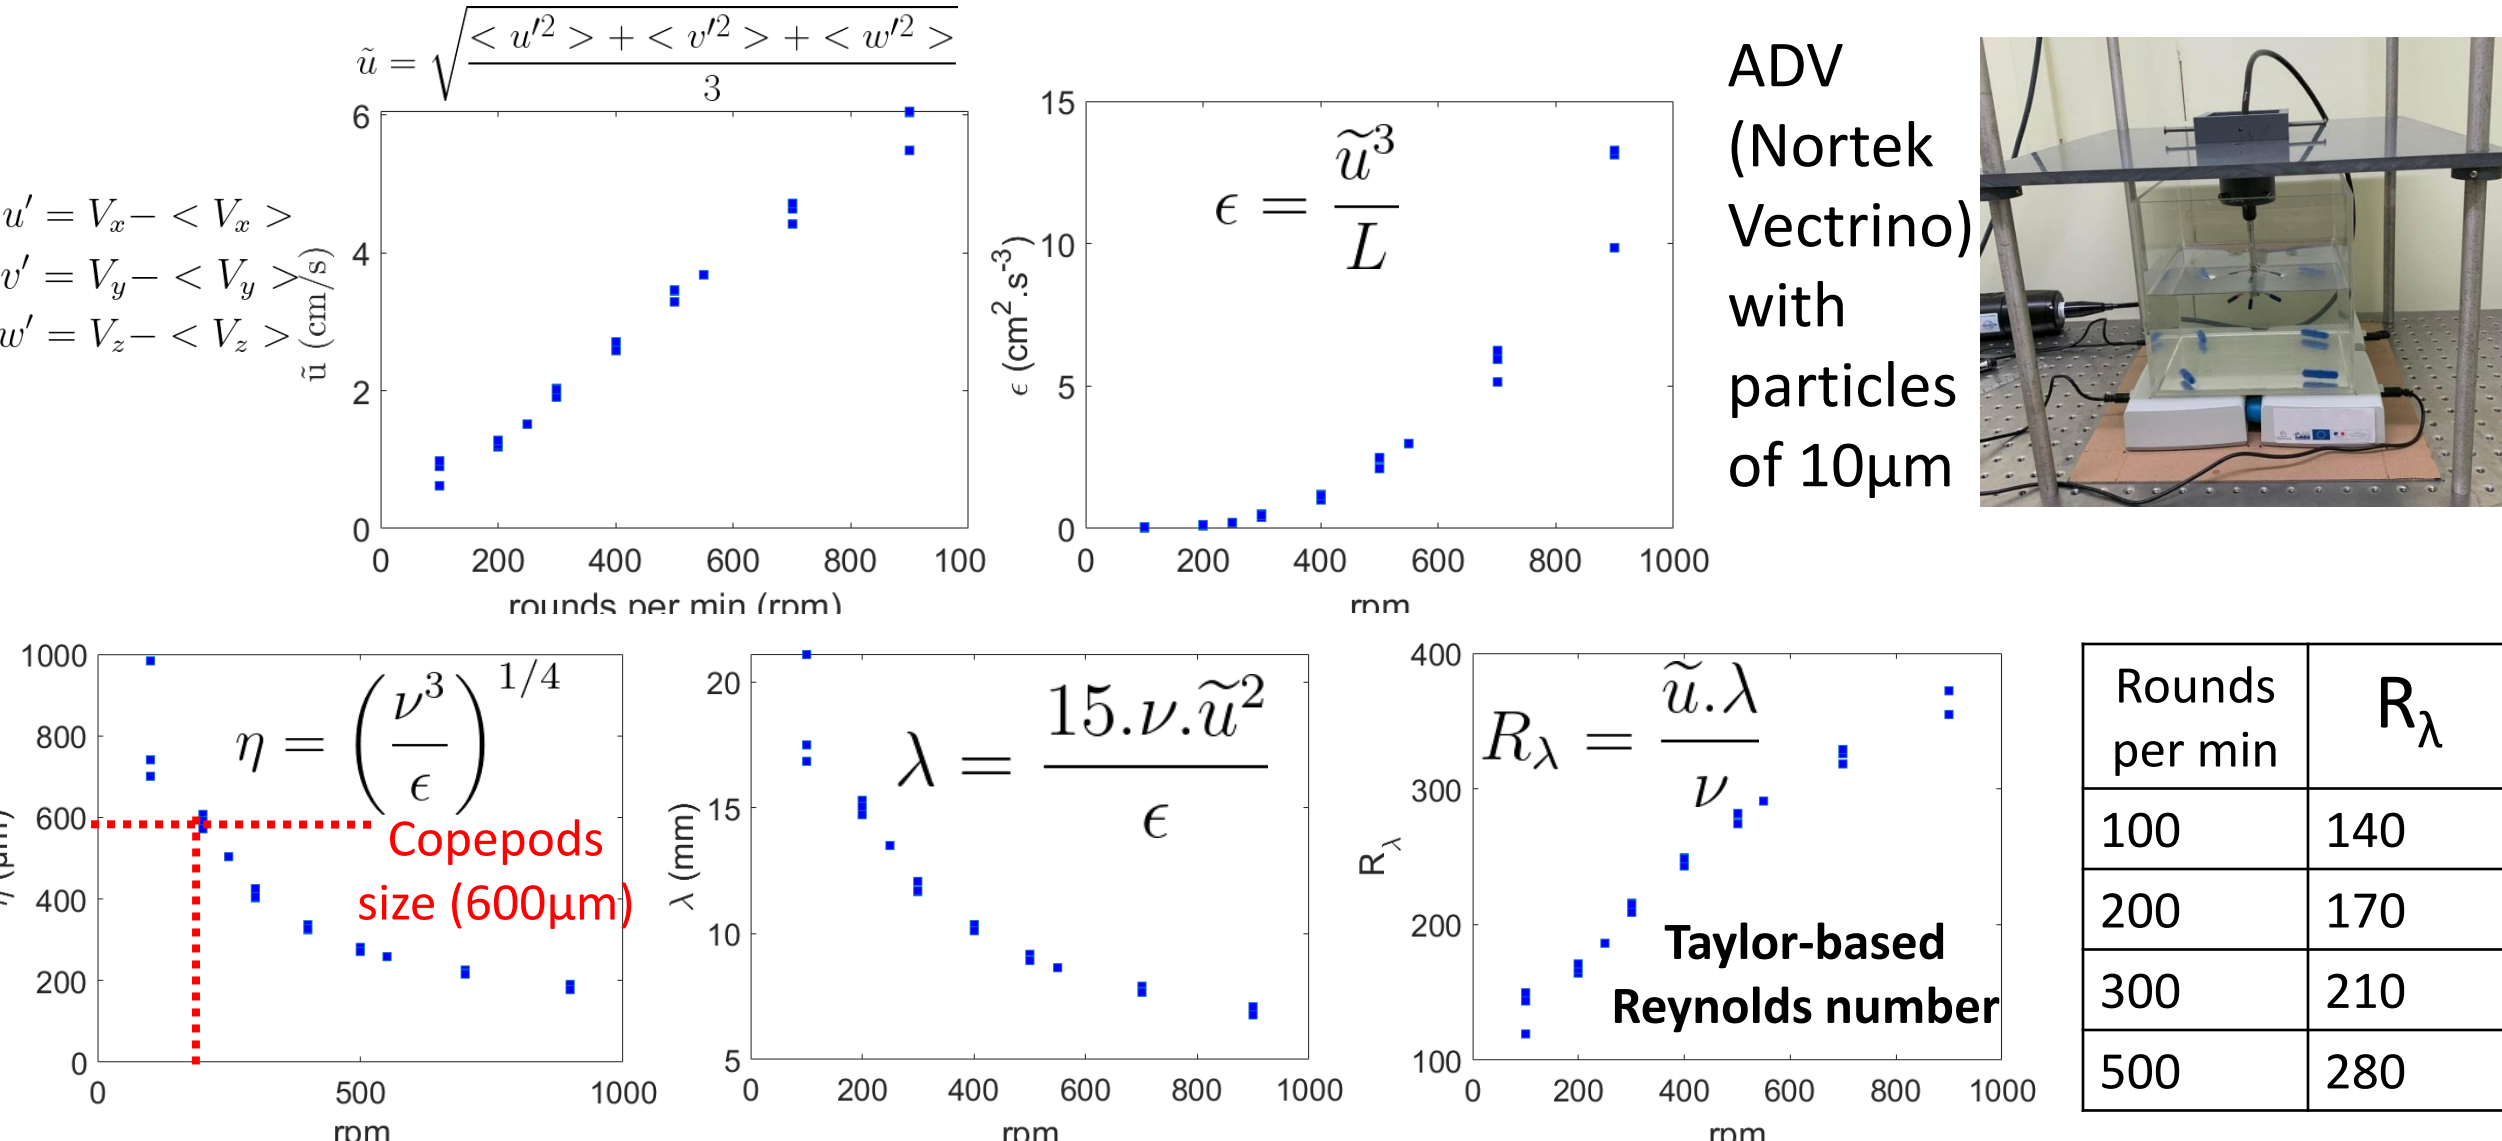 ũ = √((< u′² > + < v′² > + < w′² >)/3)
u′ = Vₓ− < Vₓ >
v′ = V_y− < V_y >
w′ = V_z− < V_z >
ũ (cm/s)
6
4
2
0
0 200 400 600 800 100
rounds per min (rpm)
ϵ = ũ³/L
ϵ (cm².s⁻³)
15
10
5
0
0 200 400 600 800 1000
rpm
ADV
(Nortek
Vectrino)
with
particles
of 10µm
η = (ν³/ϵ)^1/4
Copepods
size (600µm)
1000
800
600
400
200
0
0 500 1000
rpm
λ = 15.ν.ũ²/ϵ
λ (mm)
20
15
10
5
0 200 400 600 800 1000
rpm
R_λ = ũ.λ/ν
Taylor-based
Reynolds number
R_λ
400
300
200
100
0 200 400 600 800 1000
rpm
Rounds
per min
R_λ
100 140
200 170
300 210
500 280